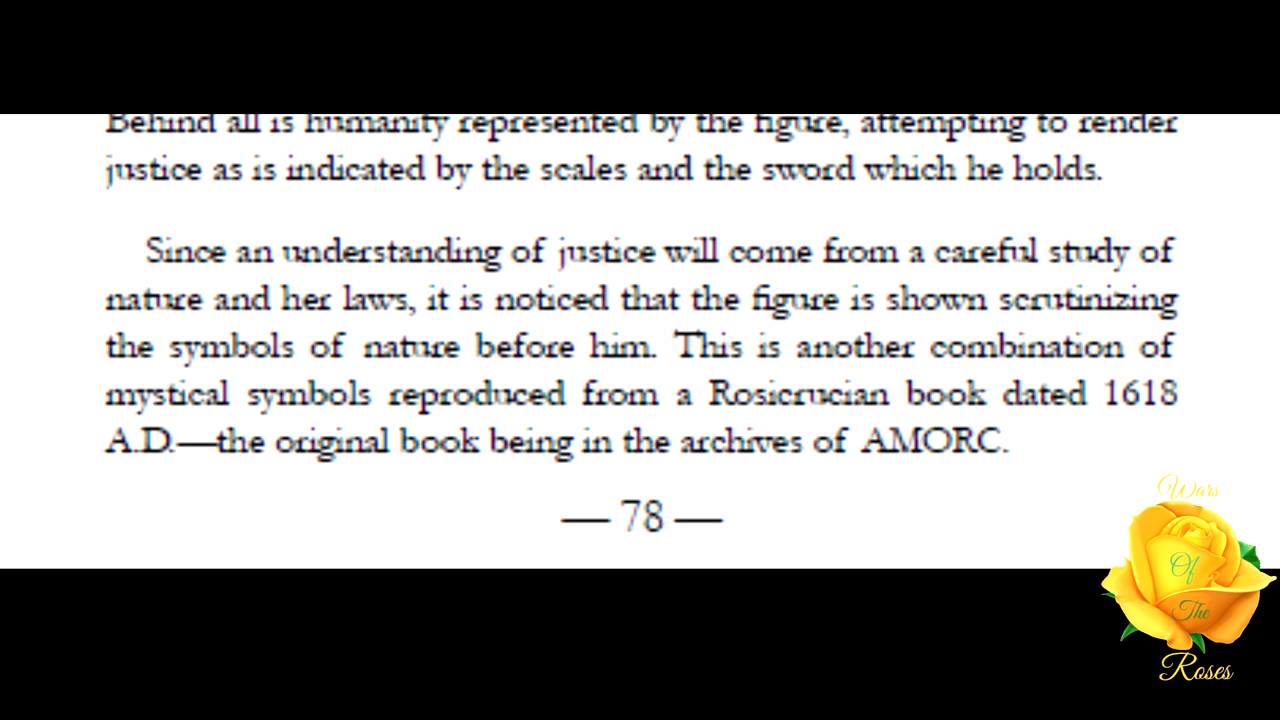 Behind all is humanity represented by the figure, attempting to render
justice as is indicated by the scales and the sword which he holds.
Since an understanding of justice will come from a careful study of
nature and her laws, it is noticed that the figure is shown scrutinizing
the symbols of nature before him. This is another combination of
mystical symbols reproduced from a Rosicrucian book dated 1618
A.D.—the original book being in the archives of AMORC.
— 78 —
Wars
Of
The
Roses